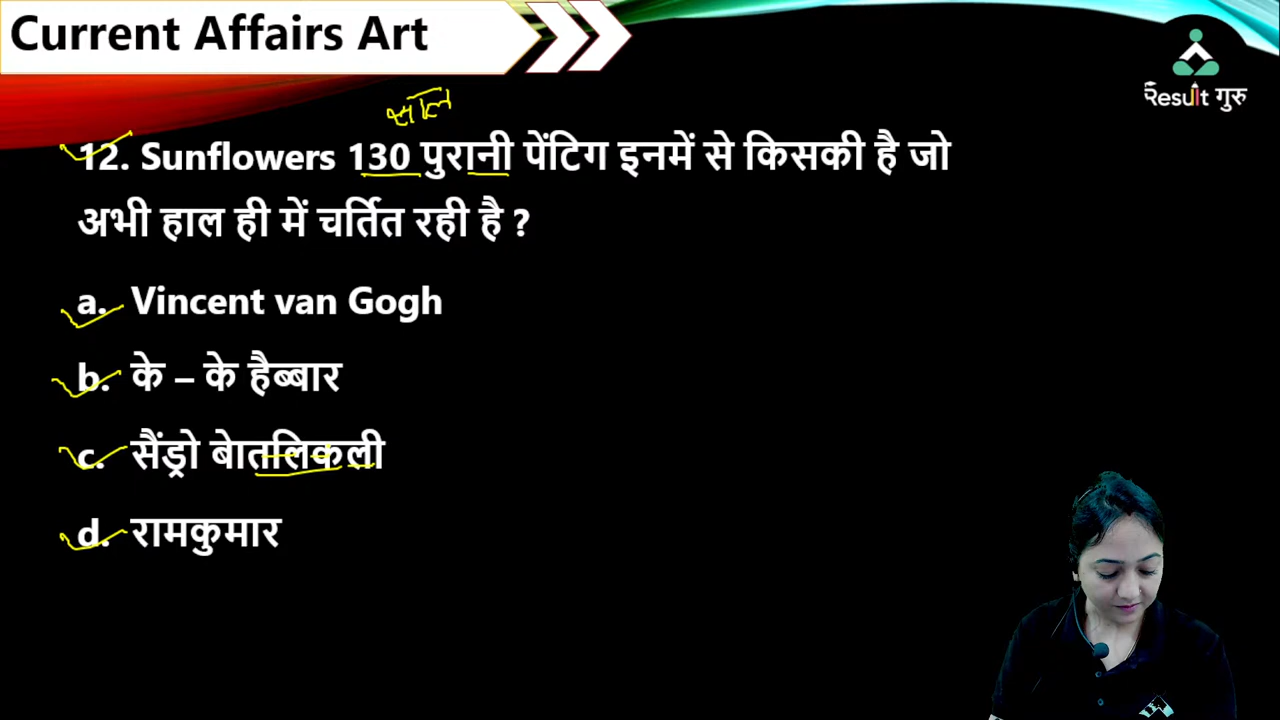 Current Affairs Art
Result गुरु
साल
12. Sunflowers 130 पुरानी पेंटिग इनमें से किसकी है जो
अभी हाल ही में चर्तित रही है ?
a. Vincent van Gogh
b. के – के हैब्बार
c. सैंड्रो बेातलिकली
d. रामकुमार